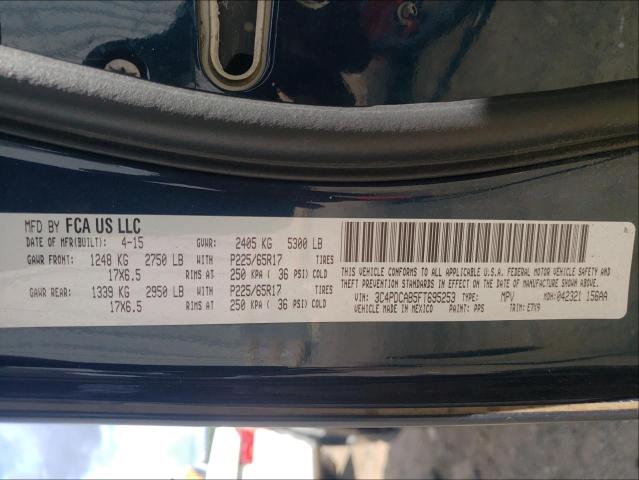 MFD BY FCA US LLC
DATE OF MFR(BUILT): 4-15 GVWR: 2405 KG 5300 LB
GAWR FRONT: 1248 KG 2750 LB WITH P225/65R17 TIRES
17X6.5 RIMS AT 250 KPA ( 36 PSI) COLD
GAWR REAR: 1339 KG 2950 LB WITH P225/65R17 TIRES
17X6.5 RIMS AT 250 KPA ( 36 PSI) COLD
THIS VEHICLE CONFORMS TO ALL APPLICABLE U.S.A. FEDERAL MOTOR VEHICLE SAFETY
AND THEFT PREVENTION STANDARDS IN EFFECT ON THE DATE OF MANUFACTURE SHOWN ABOVE.
VIN: 3C4PDCAB5FT695253 TYPE: MPV MDH: 042321 156AA
VEHICLE MADE IN MEXICO PAINT: PPS TRIM: E7X9